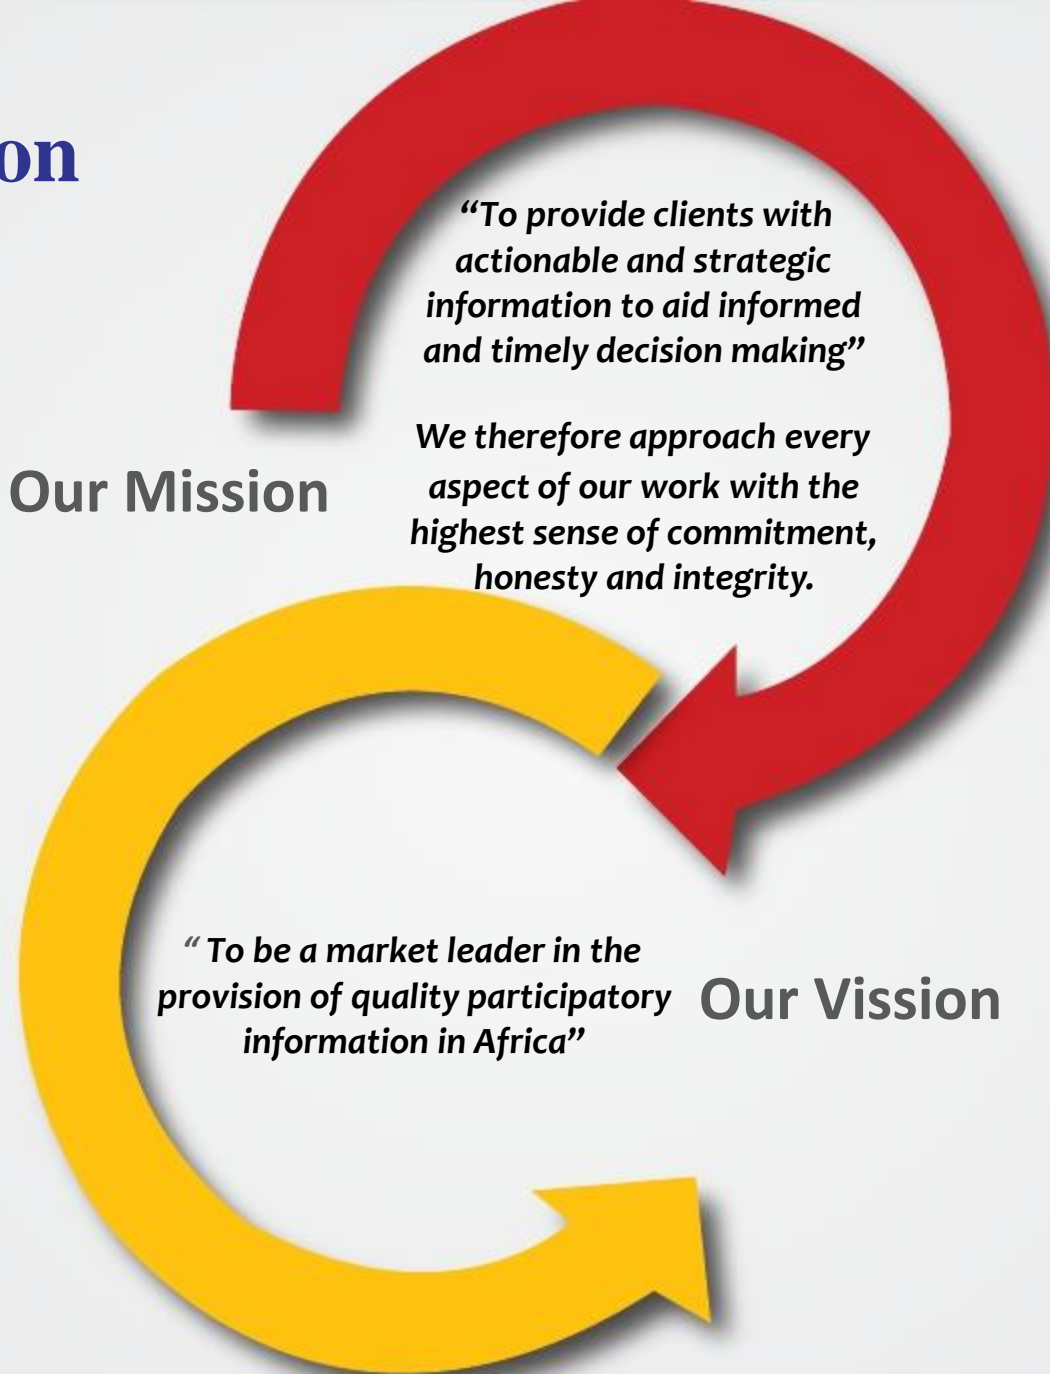 on
“To provide clients with
actionable and strategic
information to aid informed
and timely decision making”
We therefore approach every
aspect of our work with the
highest sense of commitment,
honesty and integrity.
Our Mission
“ To be a market leader in the
provision of quality participatory
information in Africa”
Our Vission